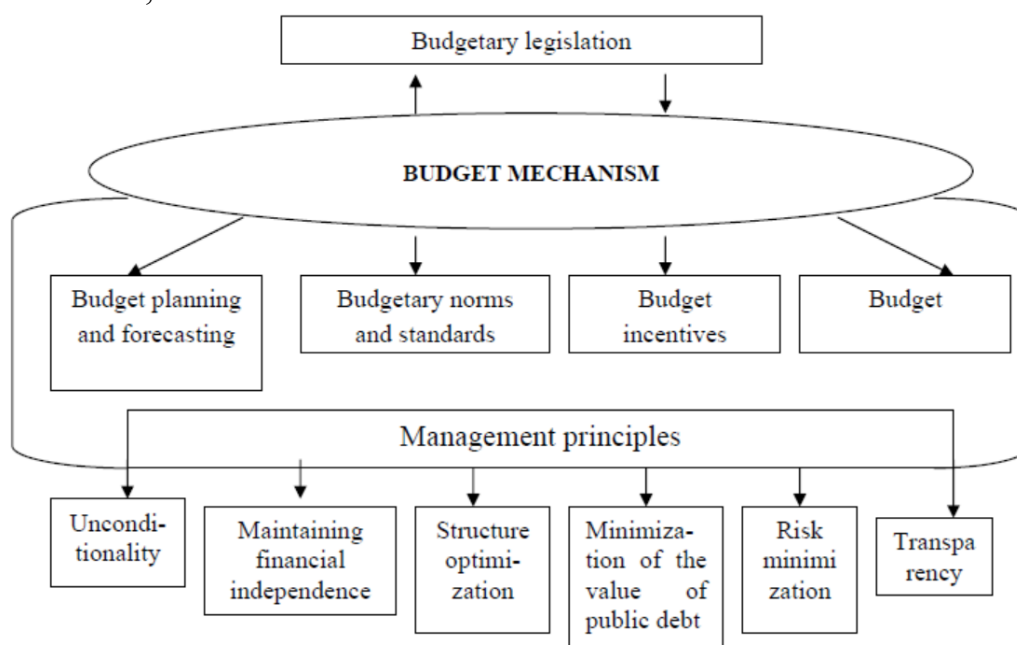 Budgetary legislation
BUDGET MECHANISM
Budget planning
and forecasting
Budgetary norms
and standards
Budget
incentives
Budget
Management principles
Uncondi-
tionality
Maintaining
financial
independence
Structure
optimi-
zation
Minimiza-
tion of the
value of
public debt
Risk
minimi
zation
Transpa
rency